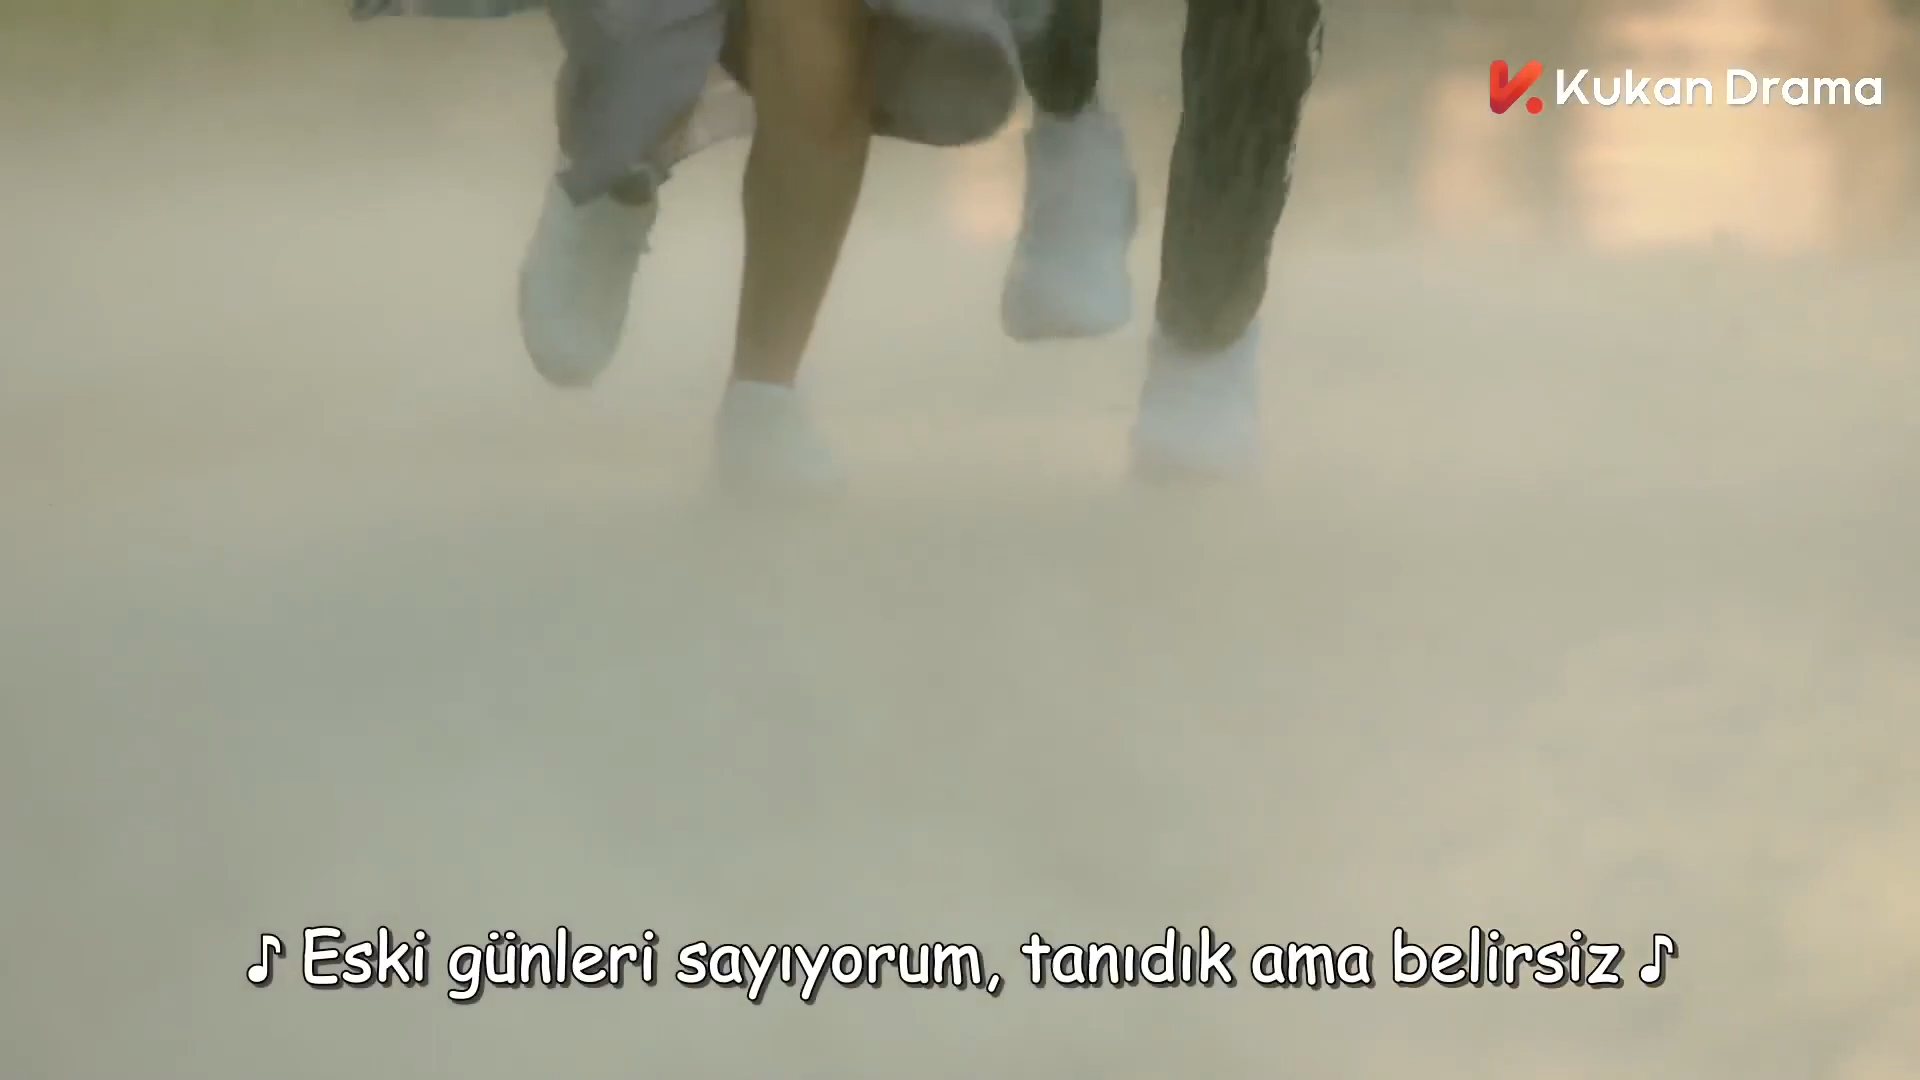 Kukan Drama
♪ Eski günleri sayıyorum, tanıdık ama belirsiz ♪